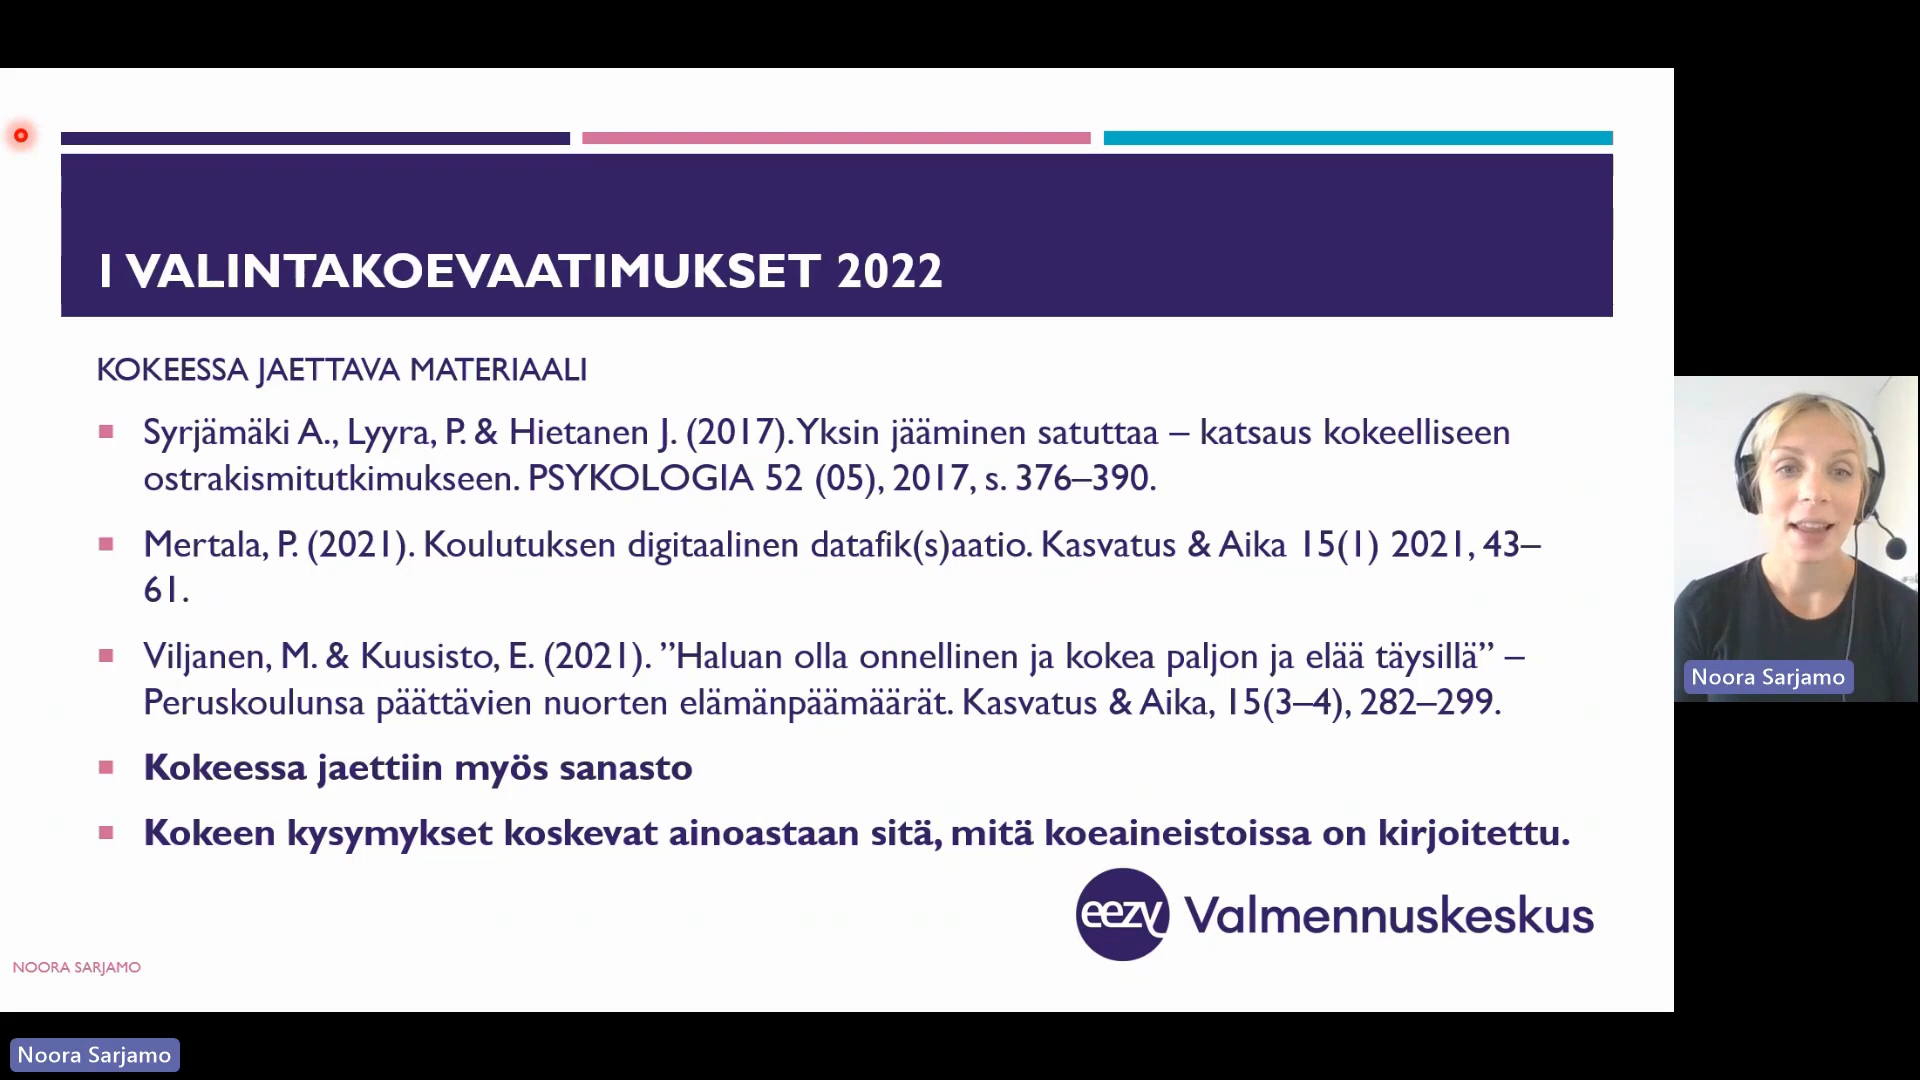 I VALINTAKOEVAATIMUKSET 2022
KOKEESSA JAETTAVA MATERIAALI
Syrjämäki A., Lyyra, P. & Hietanen J. (2017). Yksin jääminen satuttaa – katsaus kokeelliseen
ostrakismitutkimukseen. PSYKOLOGIA 52 (05), 2017, s. 376–390.
Mertala, P. (2021). Koulutuksen digitaalinen datafik(s)aatio. Kasvatus & Aika 15(1) 2021, 43–
61.
Viljanen, M. & Kuusisto, E. (2021). ”Haluan olla onnellinen ja kokea paljon ja elää täysillä” –
Peruskoulunsa päättävien nuorten elämänpäämäärät. Kasvatus & Aika, 15(3–4), 282–299.
Kokeessa jaettiin myös sanasto
Kokeen kysymykset koskevat ainoastaan sitä, mitä koeaineistoissa on kirjoitettu.
eezy Valmennuskeskus
NOORA SARJAMO
Noora Sarjamo
Noora Sarjamo